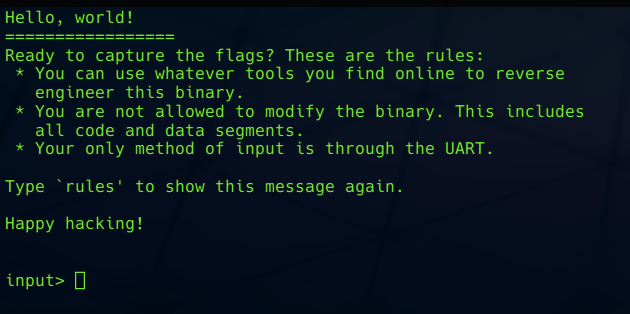 Hello, world!
=================
Ready to capture the flags? These are the rules:
 * You can use whatever tools you find online to reverse
   engineer this binary.
 * You are not allowed to modify the binary. This includes
   all code and data segments.
 * Your only method of input is through the UART.
Type `rules' to show this message again.
Happy hacking!
input>